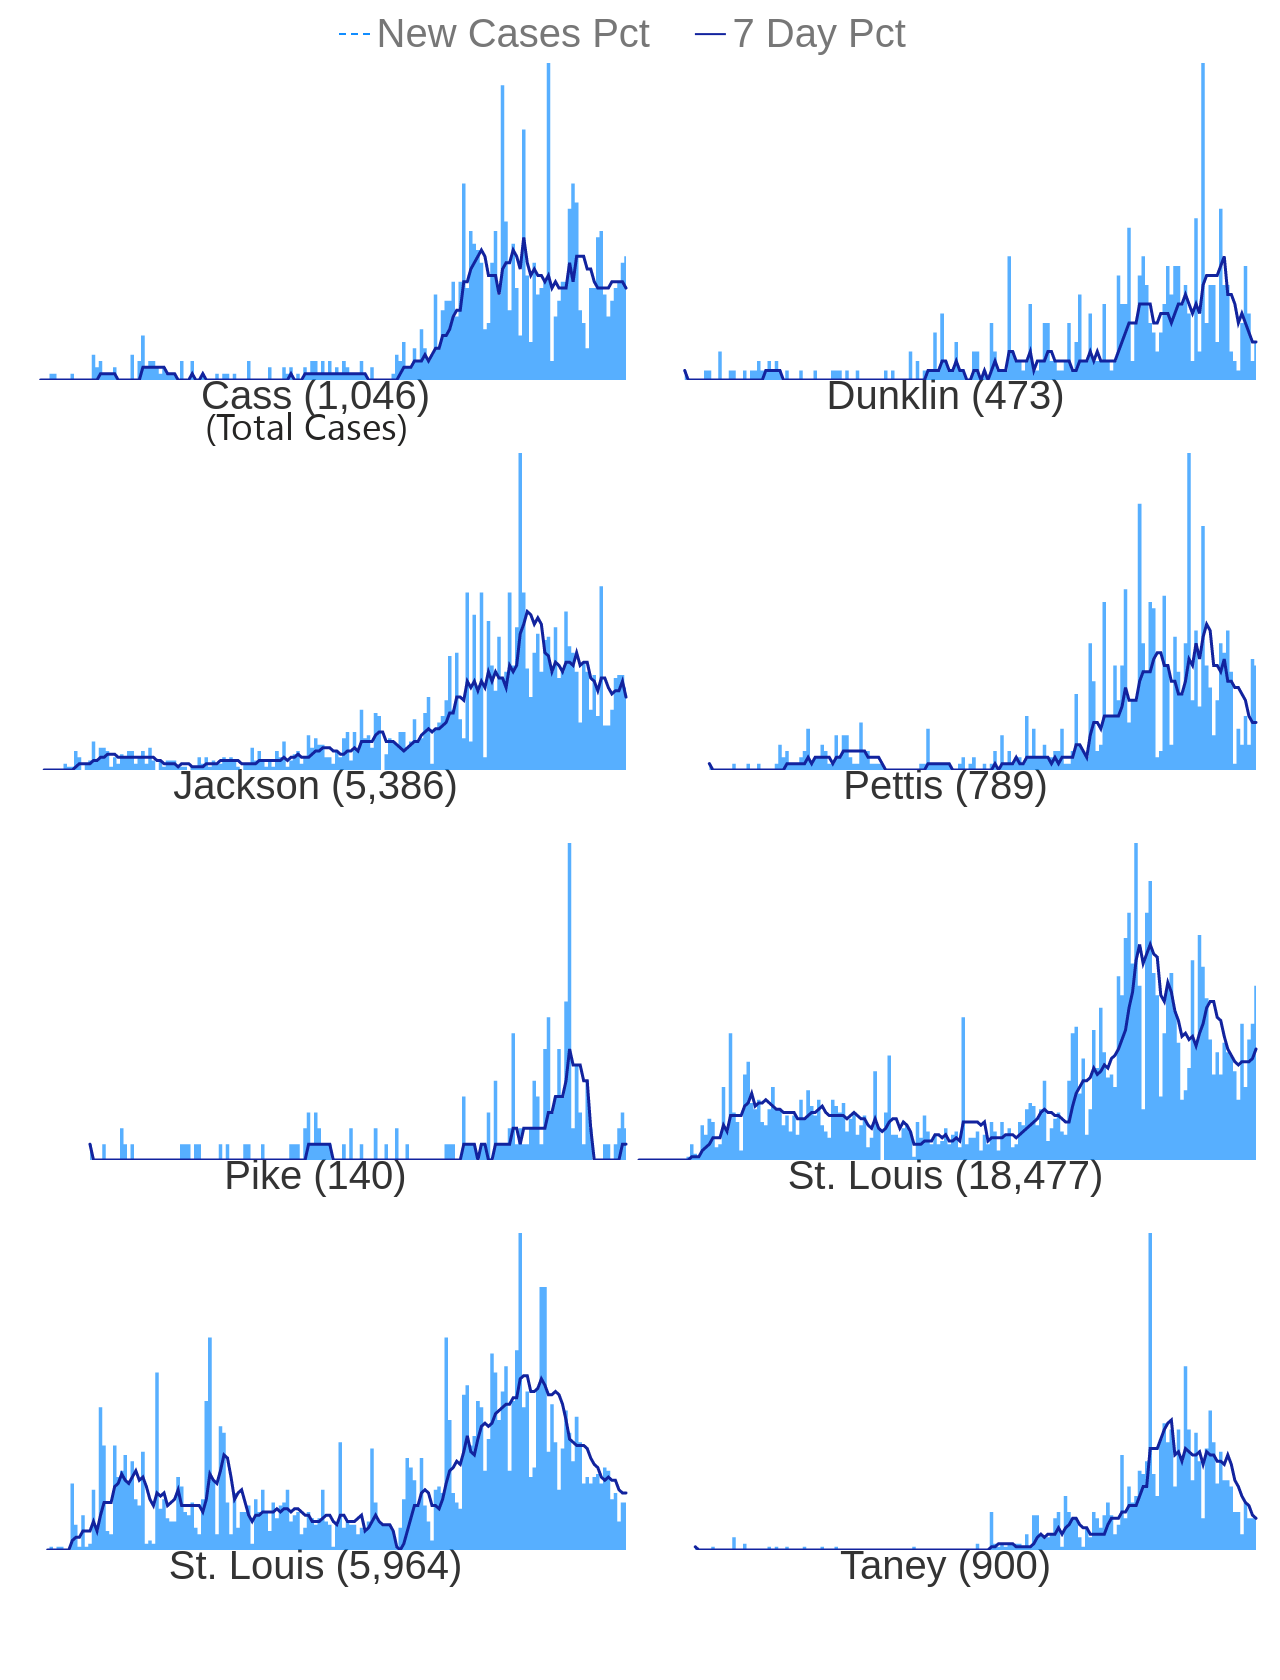 New Cases Pct 7 Day Pct
Cass (1,046)
(Total Cases)
Dunklin (473)
Jackson (5,386)
Pettis (789)
Pike (140)
St. Louis (18,477)
St. Louis (5,964)
Taney (900)